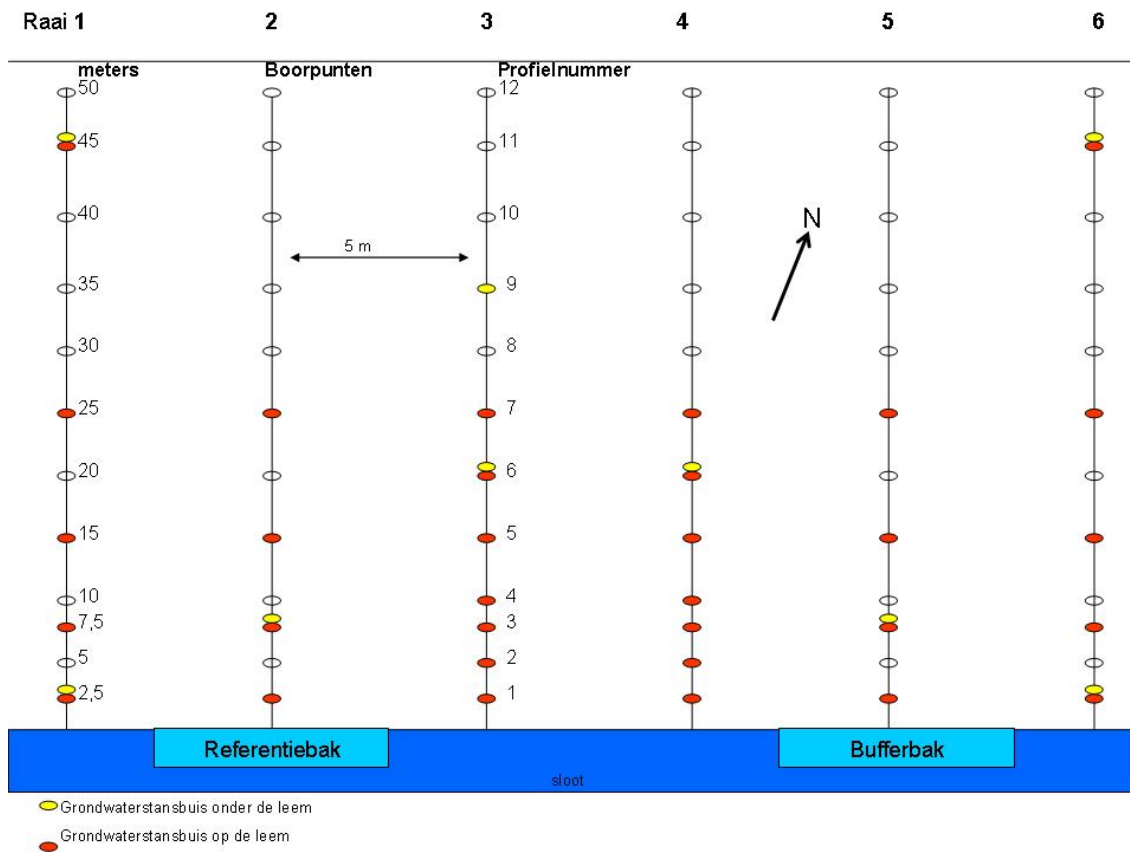 Raai 1 2 3 4 5 6
meters Boorpunten Profielnummer
50 12
45 11
N
40 10
5 m
35 9
30 8
25 7
20 6
15 5
10 4
7,5 3
5 2
2,5 1
Referentiebak Bufferbak
sloot
Grondwaterstansbuis onder de leem
Grondwaterstansbuis op de leem